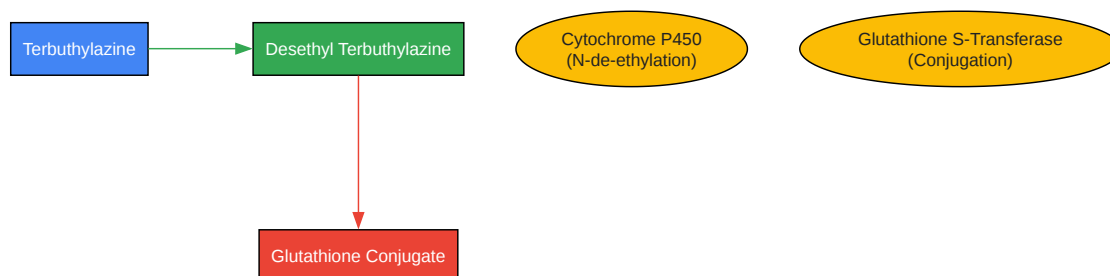 Terbuthylazine
Desethyl Terbuthylazine
Cytochrome P450
(N-de-ethylation)
Glutathione S-Transferase
(Conjugation)
Glutathione Conjugate